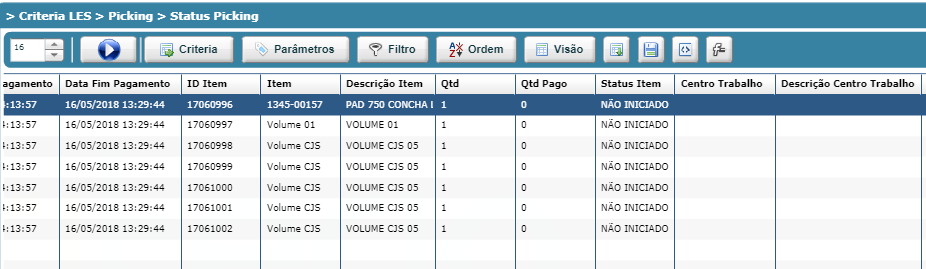 > Criteria LES > Picking > Status Picking
16 Criteria Parâmetros Filtro Ordem Visão
agamento Data Fim Pagamento ID Item Item Descrição Item Qtd Qtd Pago Status Item Centro Trabalho Descrição Centro Trabalho
4:13:57 16/05/2018 13:29:44 17060996 1345-00157 PAD 750 CONCHA 1 0 NÃO INICIADO
4:13:57 16/05/2018 13:29:44 17060997 Volume 01 VOLUME 01 1 0 NÃO INICIADO
4:13:57 16/05/2018 13:29:44 17060998 Volume CJS VOLUME CJS 05 1 0 NÃO INICIADO
4:13:57 16/05/2018 13:29:44 17060999 Volume CJS VOLUME CJS 05 1 0 NÃO INICIADO
4:13:57 16/05/2018 13:29:44 17061000 Volume CJS VOLUME CJS 05 1 0 NÃO INICIADO
4:13:57 16/05/2018 13:29:44 17061001 Volume CJS VOLUME CJS 05 1 0 NÃO INICIADO
4:13:57 16/05/2018 13:29:44 17061002 Volume CJS VOLUME CJS 05 1 0 NÃO INICIADO